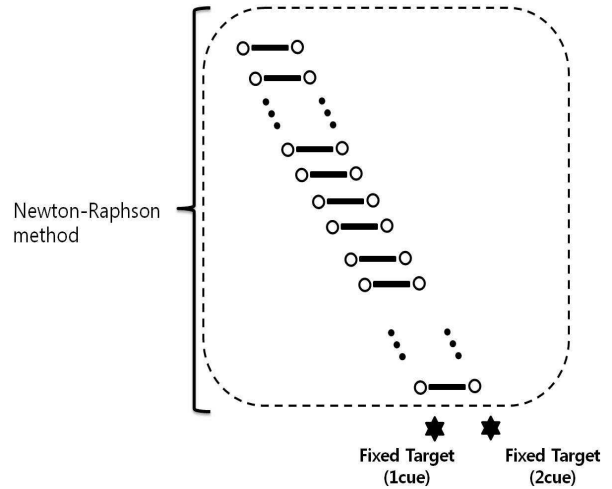 Newton-Raphson
method
Fixed Target
(1cue)
Fixed Target
(2cue)